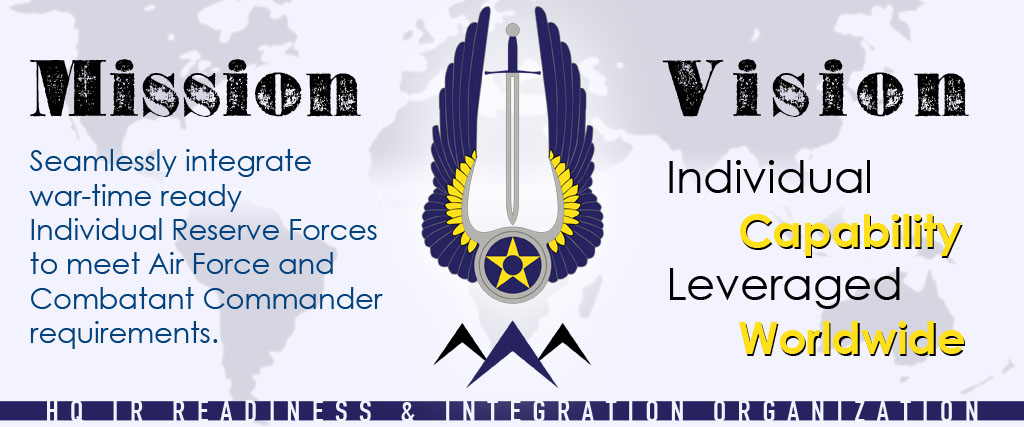 Mission
Seamlessly integrate
war-time ready
Individual Reserve Forces
to meet Air Force and
Combatant Commander
requirements.
Vision
Individual
Capability
Leveraged
Worldwide
HQ IR READINESS & INTEGRATION ORGANIZATION